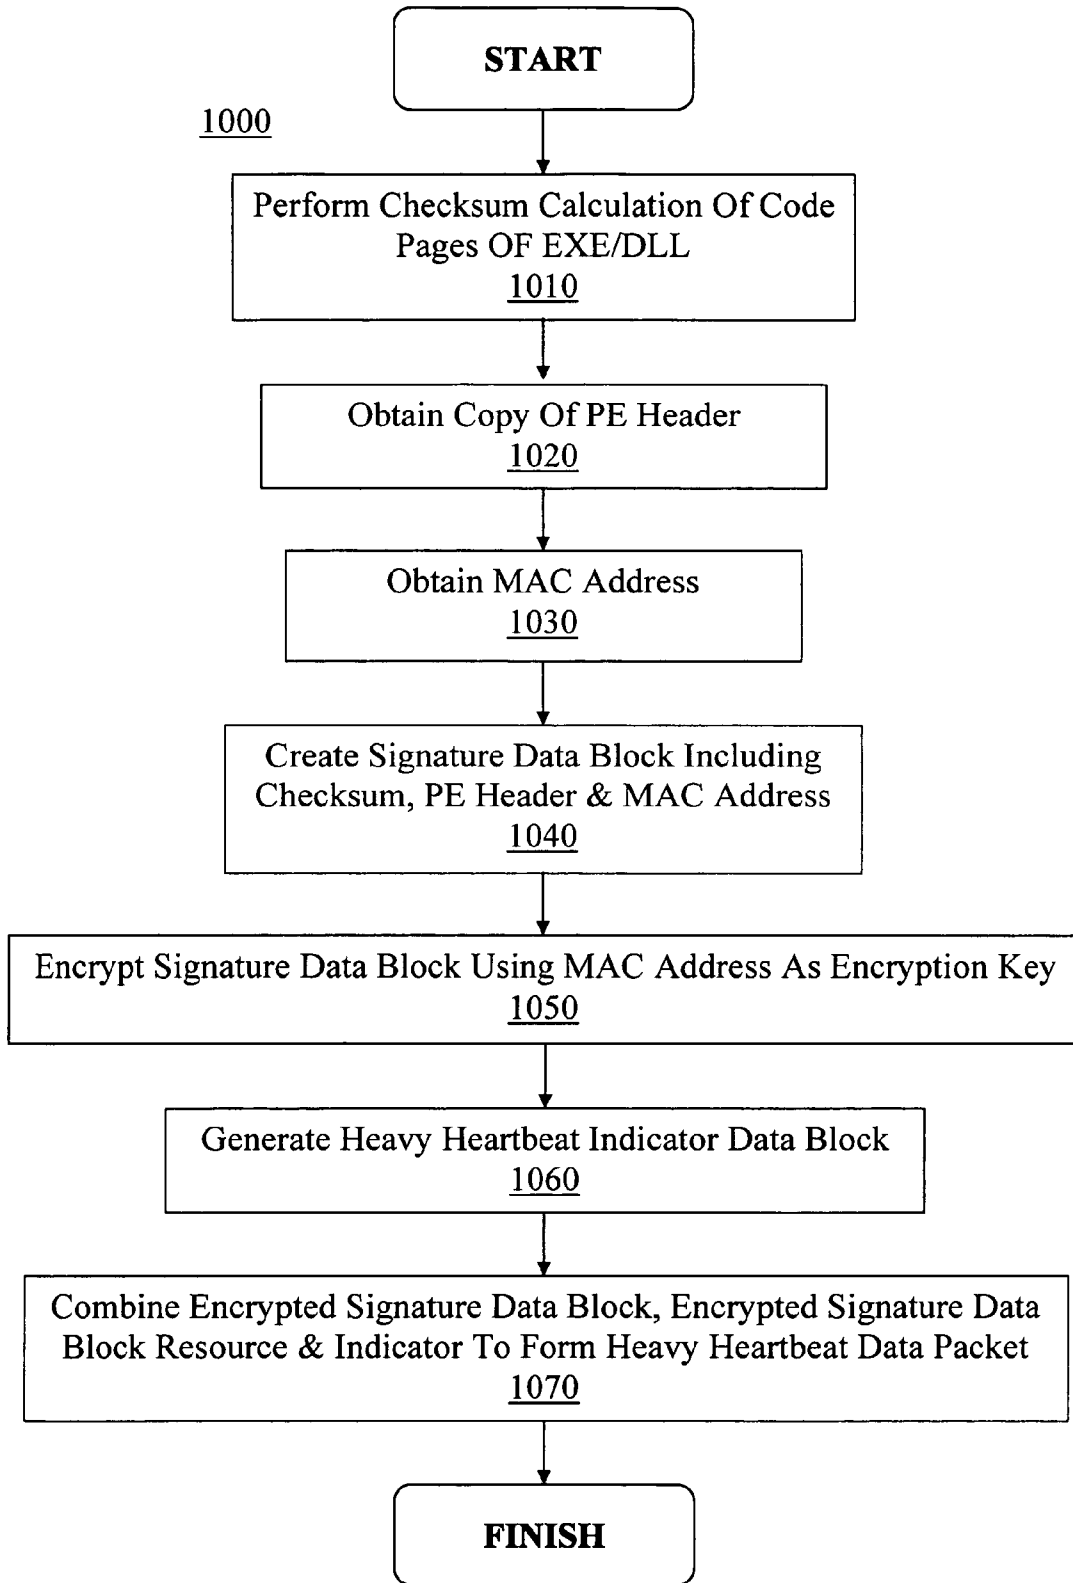 START
1000
Perform Checksum Calculation Of Code
Pages OF EXE/DLL
1010
Obtain Copy Of PE Header
1020
Obtain MAC Address
1030
Create Signature Data Block Including
Checksum, PE Header & MAC Address
1040
Encrypt Signature Data Block Using MAC Address As Encryption Key
1050
Generate Heavy Heartbeat Indicator Data Block
1060
Combine Encrypted Signature Data Block, Encrypted Signature Data
Block Resource & Indicator To Form Heavy Heartbeat Data Packet
1070
FINISH